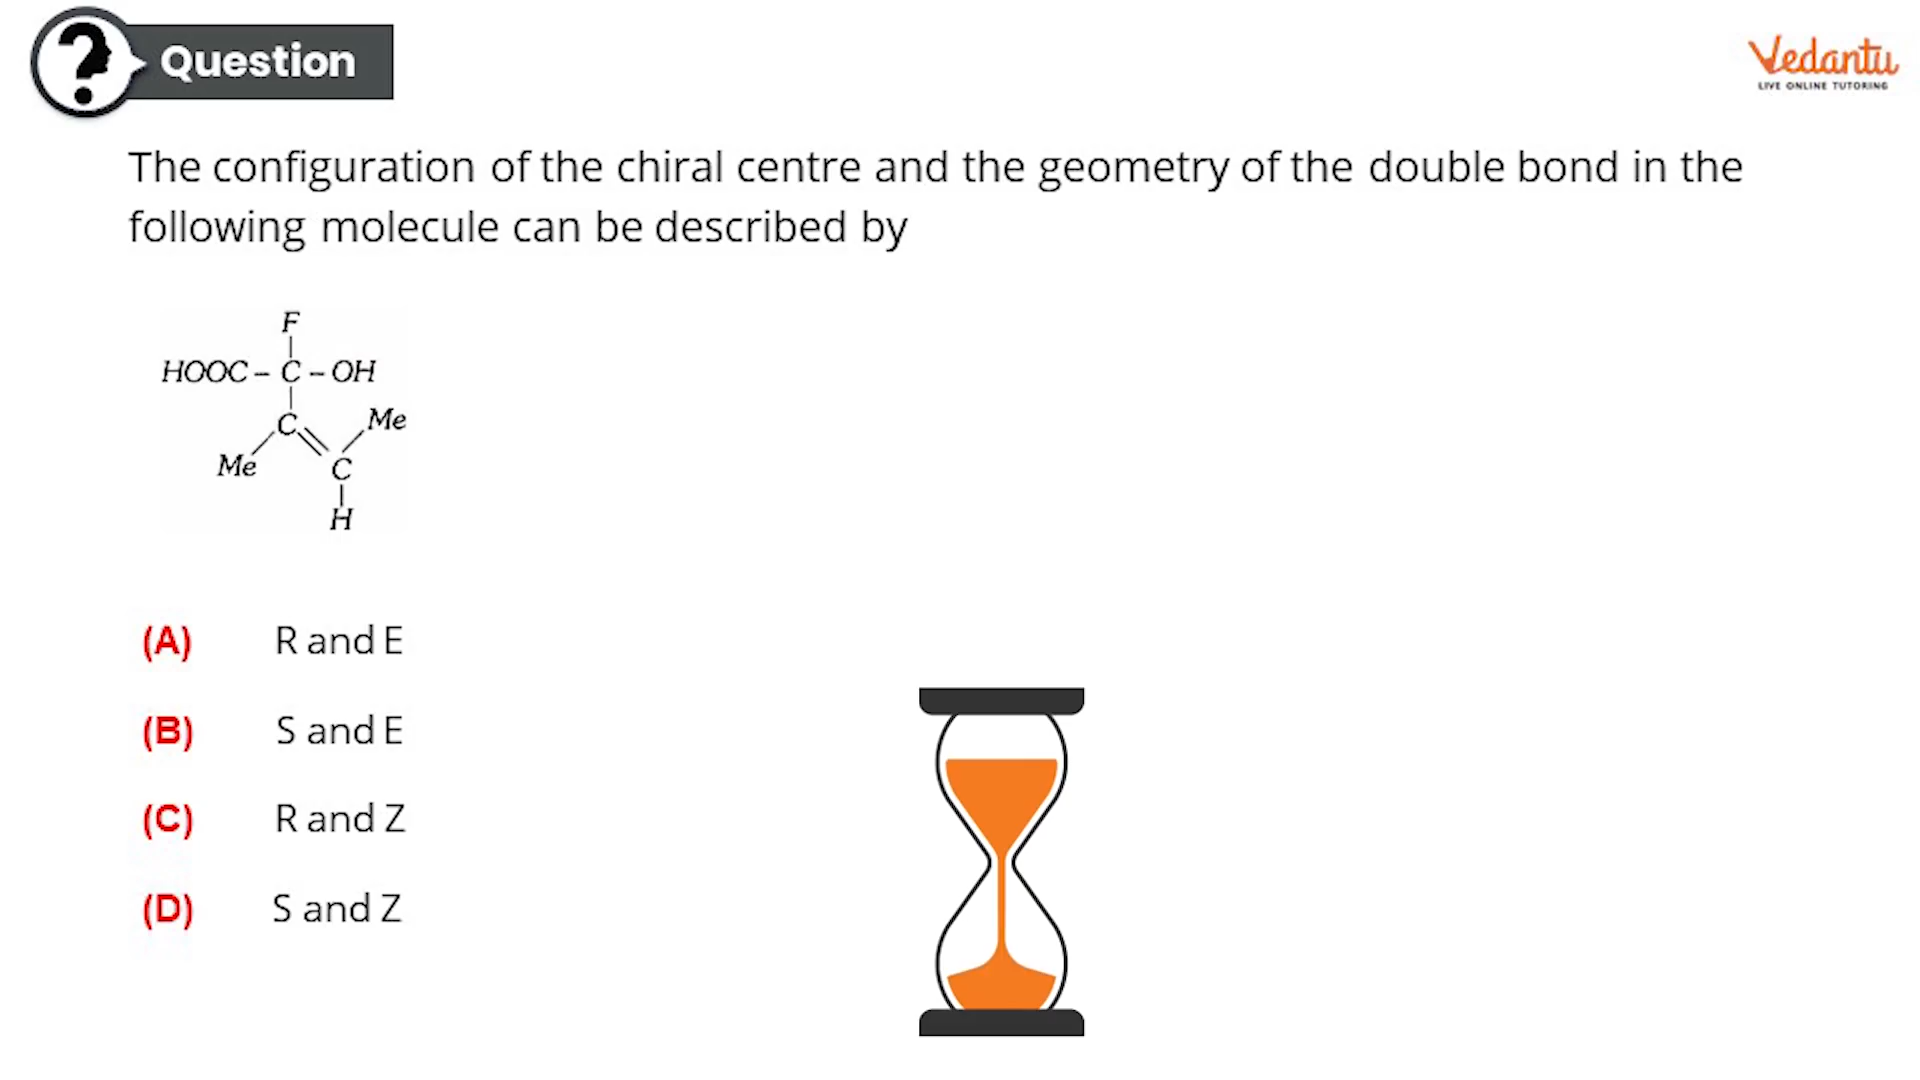 ?
Question
Vedantu
LIVE ONLINE TUTORING
The configuration of the chiral centre and the geometry of the double bond in the
following molecule can be described by
F
HOOC – C – OH
C
Me
Me
C
H
(A) R and E
(B) S and E
(C) R and Z
(D) S and Z